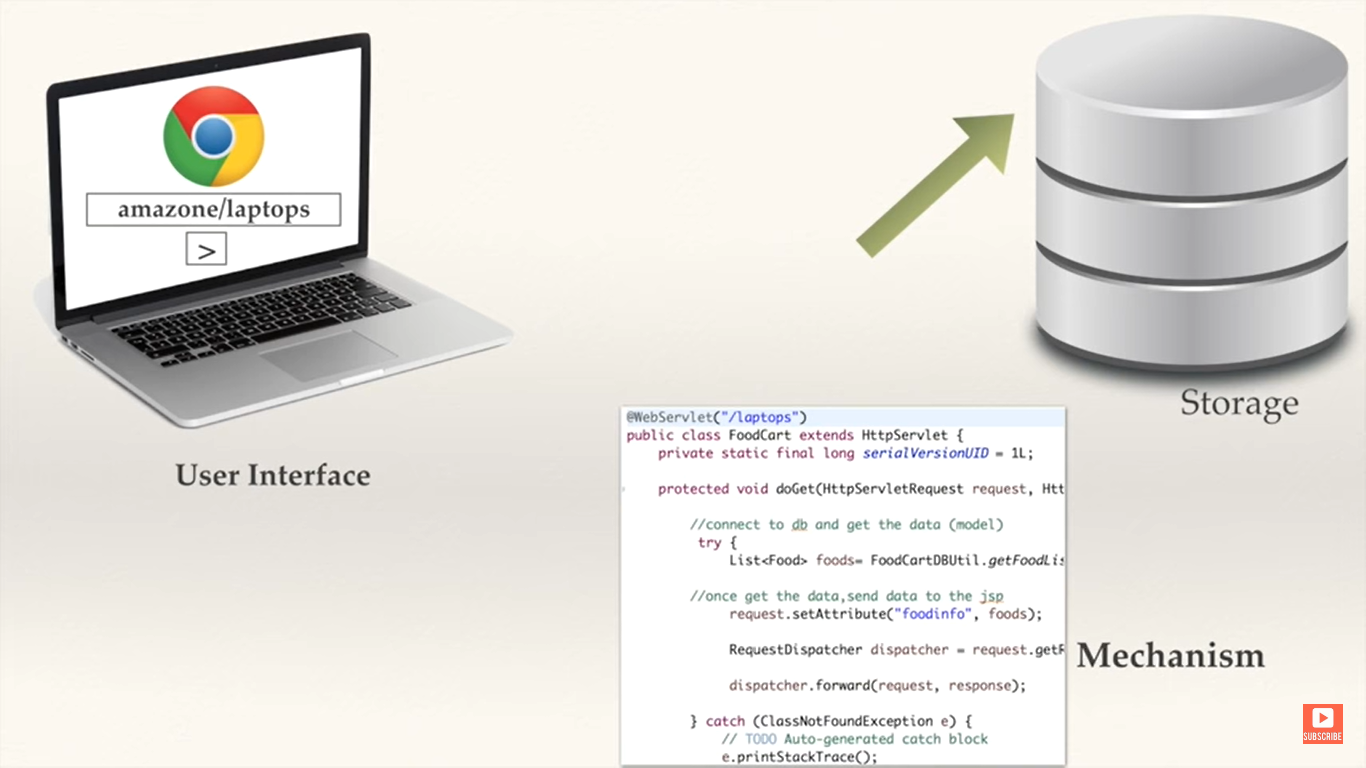 amazone/laptops
>
User Interface
Storage
@WebServlet("/laptops")
public class FoodCart extends HttpServlet {
private static final long serialVersionUID = 1L;
protected void doGet(HttpServletRequest request, Htt
//connect to db and get the data (model)
try {
List<Food> foods= FoodCartDBUtil.getFoodLis
//once get the data,send data to the jsp
request.setAttribute("foodinfo", foods);
RequestDispatcher dispatcher = request.getR
dispatcher.forward(request, response);
} catch (ClassNotFoundException e) {
// TODO Auto-generated catch block
e.printStackTrace();
Mechanism
SUBSCRIBE